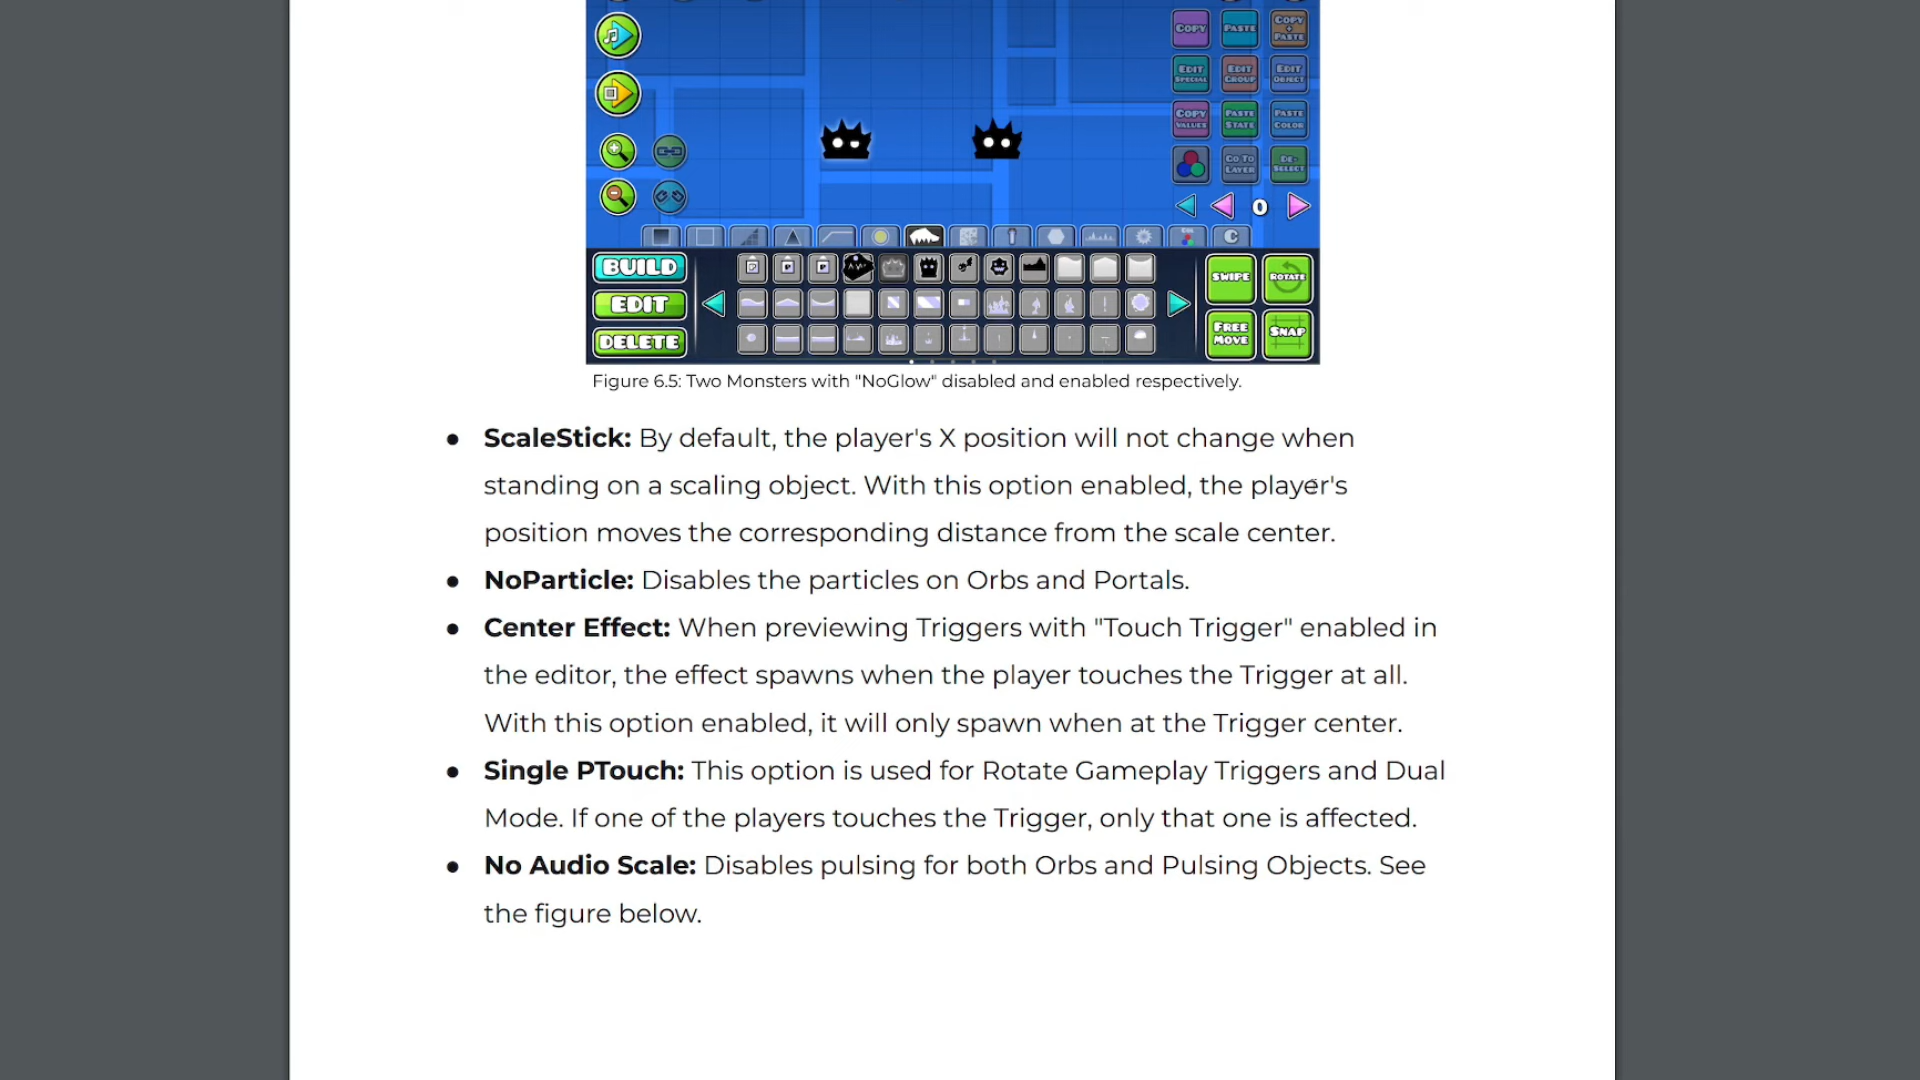 COPY PASTE COPY + PASTE
EDIT SPECIAL EDIT GROUP EDIT OBJECT
COPY VALUES PASTE STATE PASTE COLOR
GO TO LAYER DE-SELECT
0
BUILD
EDIT
DELETE
SWIPE ROTATE
FREE MOVE SNAP
Figure 6.5: Two Monsters with "NoGlow" disabled and enabled respectively.
● ScaleStick: By default, the player's X position will not change when
standing on a scaling object. With this option enabled, the player's
position moves the corresponding distance from the scale center.
● NoParticle: Disables the particles on Orbs and Portals.
● Center Effect: When previewing Triggers with "Touch Trigger" enabled in
the editor, the effect spawns when the player touches the Trigger at all.
With this option enabled, it will only spawn when at the Trigger center.
● Single PTouch: This option is used for Rotate Gameplay Triggers and Dual
Mode. If one of the players touches the Trigger, only that one is affected.
● No Audio Scale: Disables pulsing for both Orbs and Pulsing Objects. See
the figure below.